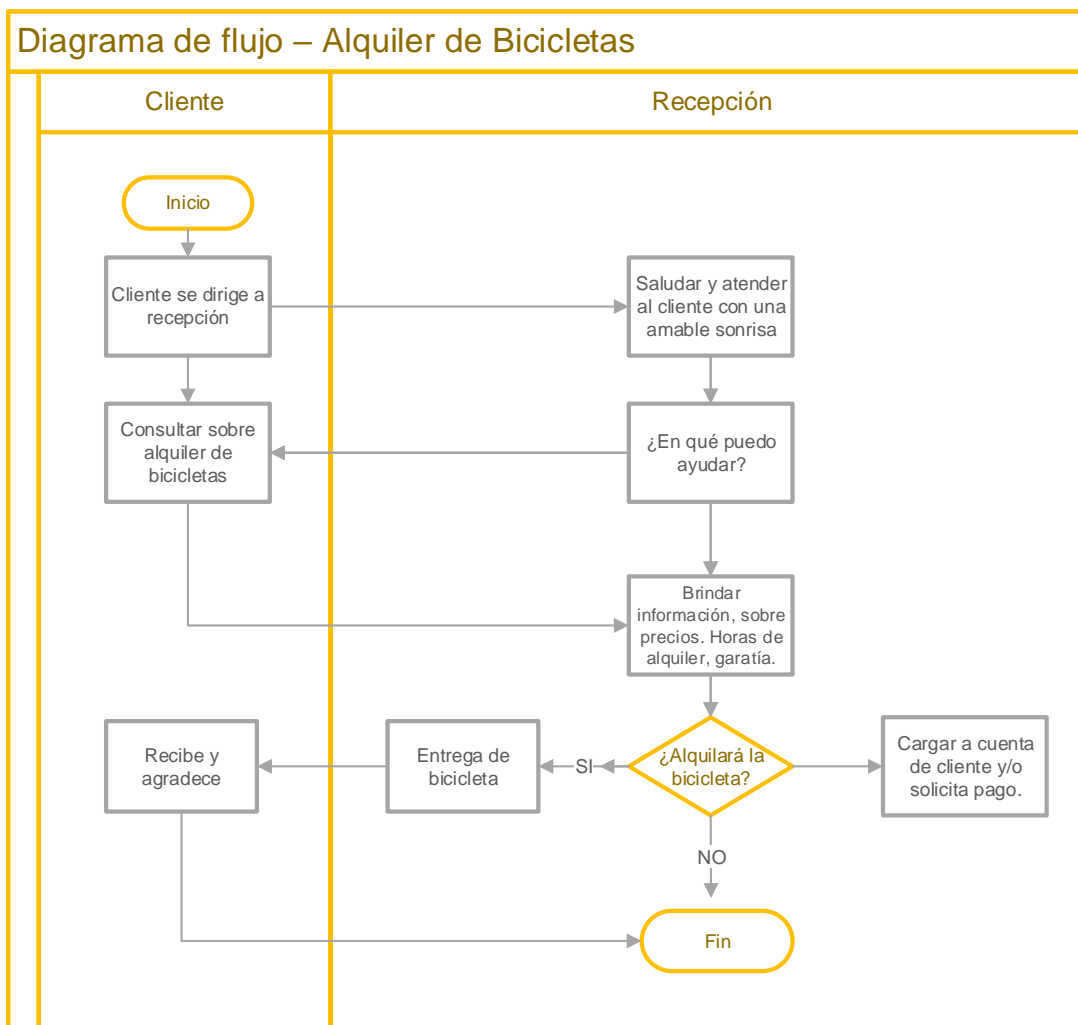 Diagrama de flujo – Alquiler de Bicicletas
Cliente
Recepción
Inicio
Cliente se dirige a
recepción
Saludar y atender
al cliente con una
amable sonrisa
Consultar sobre
alquiler de
bicicletas
¿En qué puedo
ayudar?
Brindar
información, sobre
precios. Horas de
alquiler, garatía.
Recibe y
agradece
Entrega de
bicicleta
SI
¿Alquilará la
bicicleta?
Cargar a cuenta
de cliente y/o
solicita pago.
NO
Fin